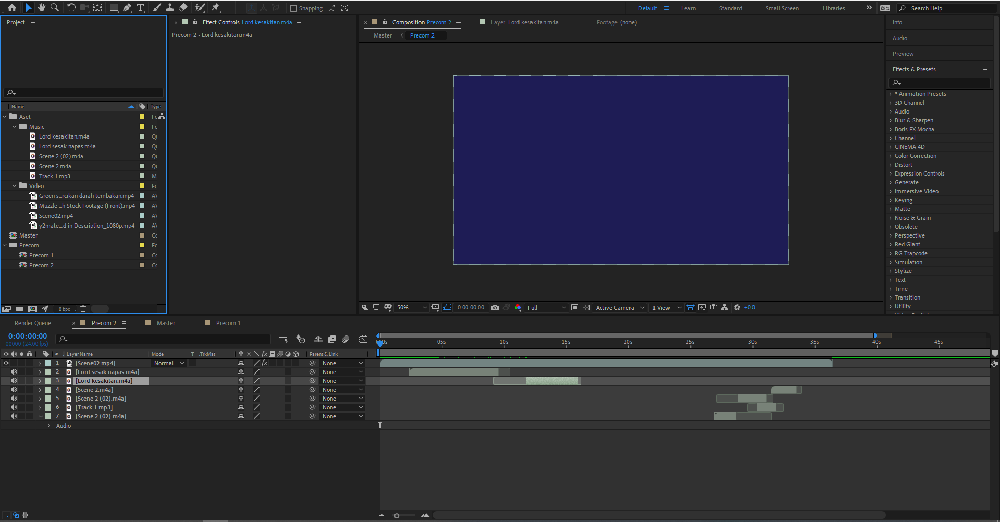 Snapping
Default
Learn
Standard
Small Screen
Libraries
Search Help
Project
Effect Controls Lord kesakitan.m4a
Composition Precom 2
Layer Lord kesakitan.m4a
Footage (none)
Info
Precom 2 • Lord kesakitan.m4a
Master
Precom 2
Audio
Preview
Effects & Presets
Name
Type
Aset
Fo
Music
Fo
Lord kesakitan.m4a
Qu
Lord sesak napas.m4a
Qu
Scene 2 (02).m4a
Qu
Scene 2.m4a
Qu
Track 1.mp3
M
Video
Fo
Green s...rcikan darah tembakan.mp4
AV
Muzzle ...h Stock Footage (Front).mp4
AV
Scene02.mp4
AV
y2mate...d in Description_1080p.mp4
AV
Master
Cc
Precom
Fo
Precom 1
Cc
Precom 2
Cc
8 bpc
* Animation Presets
3D Channel
Audio
Blur & Sharpen
Boris FX Mocha
Channel
CINEMA 4D
Color Correction
Distort
Expression Controls
Generate
Immersive Video
Keying
Matte
Noise & Grain
Obsolete
Perspective
Red Giant
RG Trapcode
Simulation
Stylize
Text
Time
Transition
Utility
50%
0:00:00:00
Full
Active Camera
1 View
+0.0
Render Queue
Precom 2
Master
Precom 1
0:00:00:00
00000 (24.00 fps)
00s 05s 10s 15s 20s 25s 30s 35s 40s 45s
# Layer Name Mode T .TrkMat Parent & Link
1 [Scene02.mp4] Normal fx None
2 [Lord sesak napas.m4a] None
3 [Lord kesakitan.m4a] None
4 [Scene 2.m4a] None
5 [Scene 2 (02).m4a] None
6 [Track 1.mp3] None
7 [Scene 2 (02).m4a] None
Audio